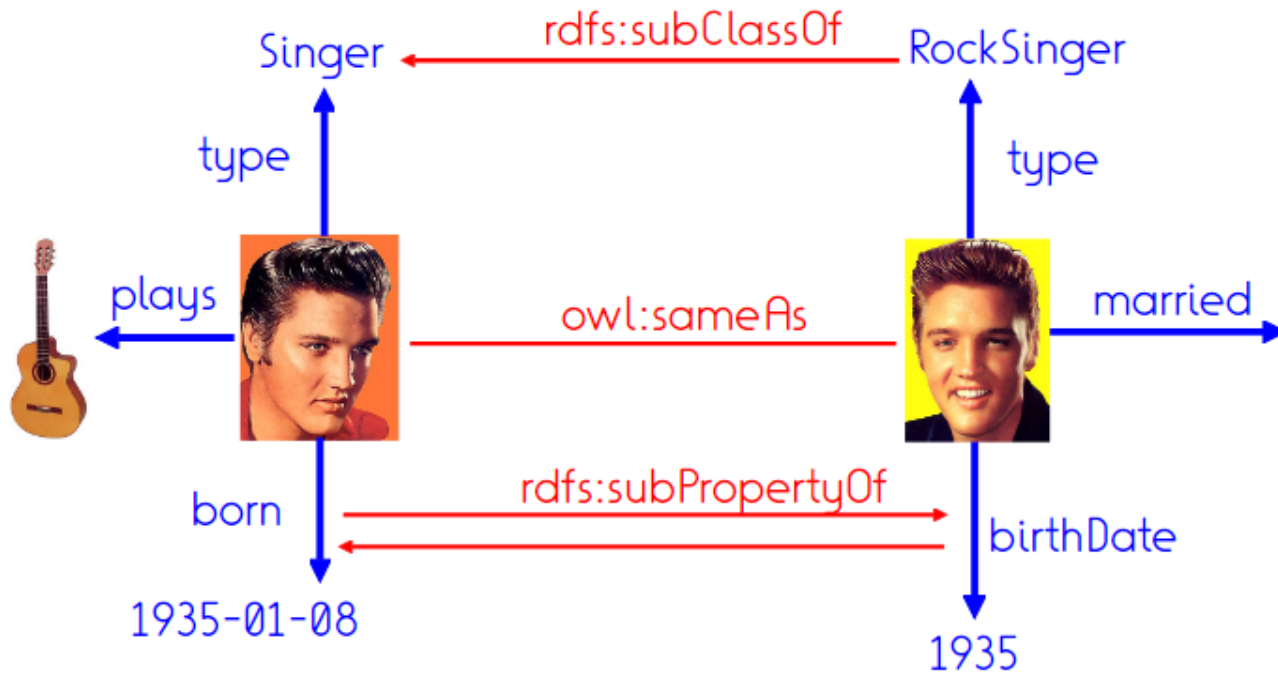 rdfs:subClassOf
Singer
RockSinger
type
type
plays
owl:sameAs
married
rdfs:subPropertyOf
born
birthDate
1935-01-08
1935